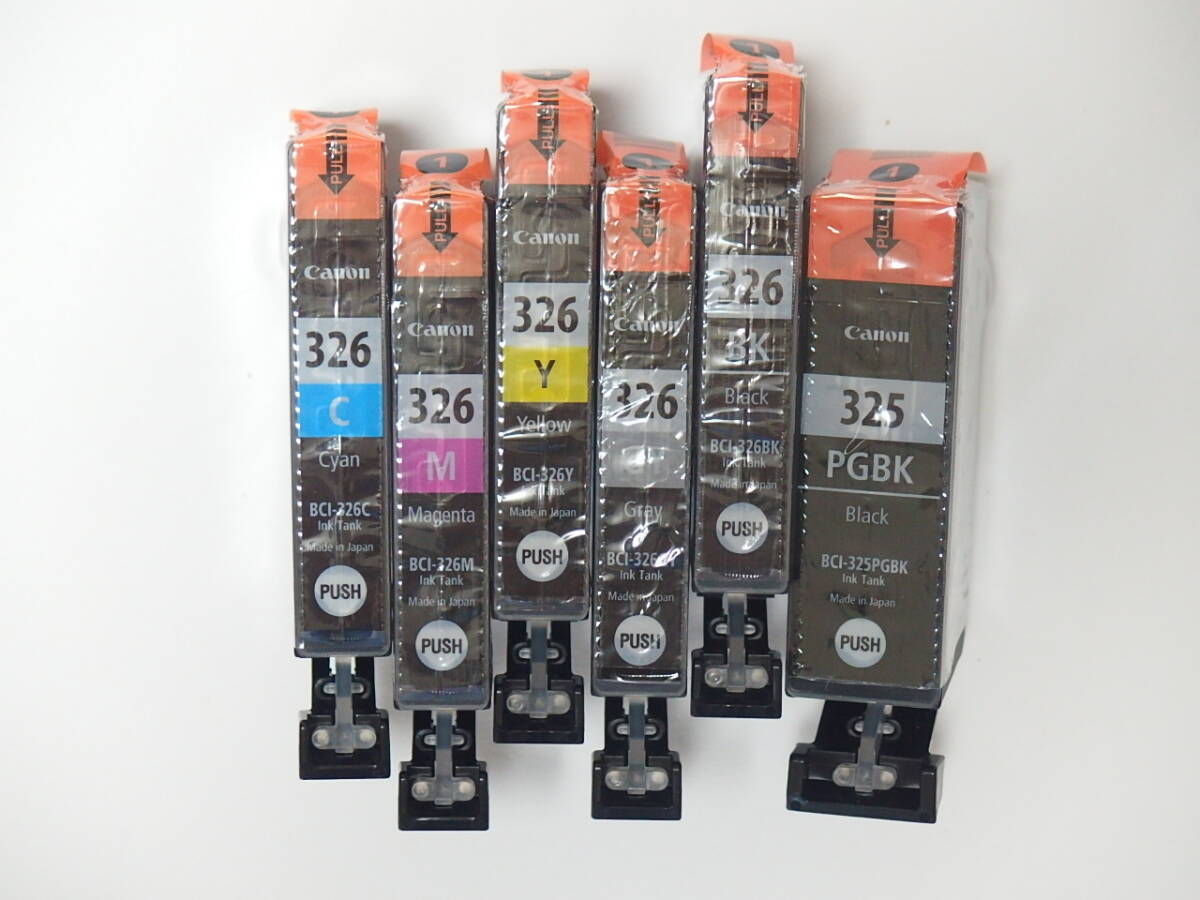 PULL
Canon
326
C
Cyan
BCI-326C
Ink Tank
Made in Japan
PUSH
1
PULL
Canon
326
M
Magenta
BCI-326M
Ink Tank
Made in Japan
PUSH
PULL
Canon
326
Y
Yellow
BCI-326Y
Ink Tank
Made in Japan
PUSH
PULL
Canon
326
Gray
Ink Tank
Made in Japan
PUSH
1
PULL
Canon
326
BK
Black
BCI-326BK
Ink Tank
Made in Japan
PUSH
1
PULL
Canon
325
PGBK
Black
BCI-325PGBK
Ink Tank
Made in Japan
PUSH